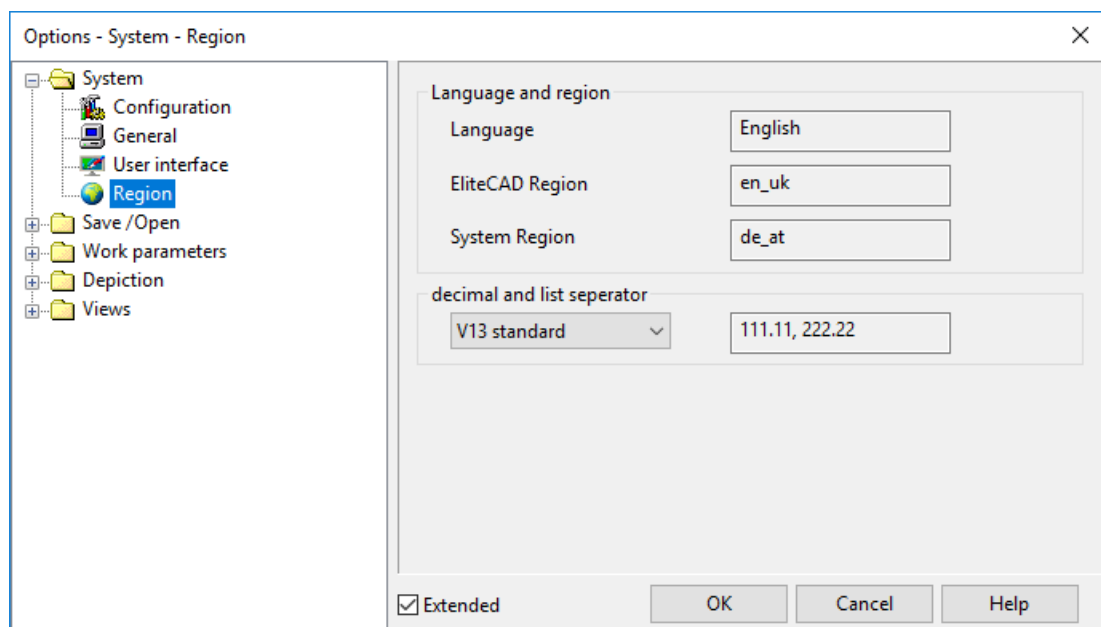 Options - System - Region
System
Configuration
General
User interface
Region
Save /Open
Work parameters
Depiction
Views
Language and region
Language English
EliteCAD Region en_uk
System Region de_at
decimal and list seperator
V13 standard 111.11, 222.22
Extended OK Cancel Help